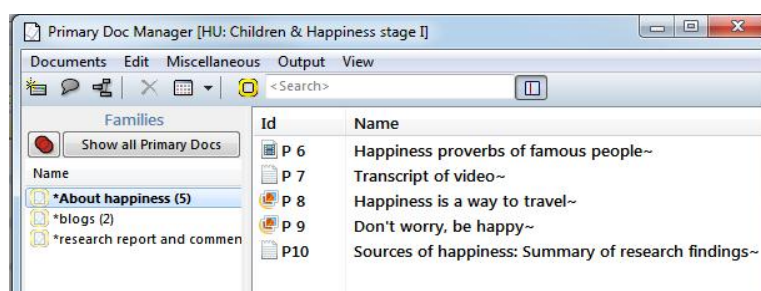 Primary Doc Manager [HU: Children & Happiness stage I]
Documents Edit Miscellaneous Output View
<Search>
Families
Show all Primary Docs
Name
*About happiness (5)
*blogs (2)
*research report and commen
Id Name
P 6 Happiness proverbs of famous people~
P 7 Transcript of video~
P 8 Happiness is a way to travel~
P 9 Don't worry, be happy~
P10 Sources of happiness: Summary of research findings~